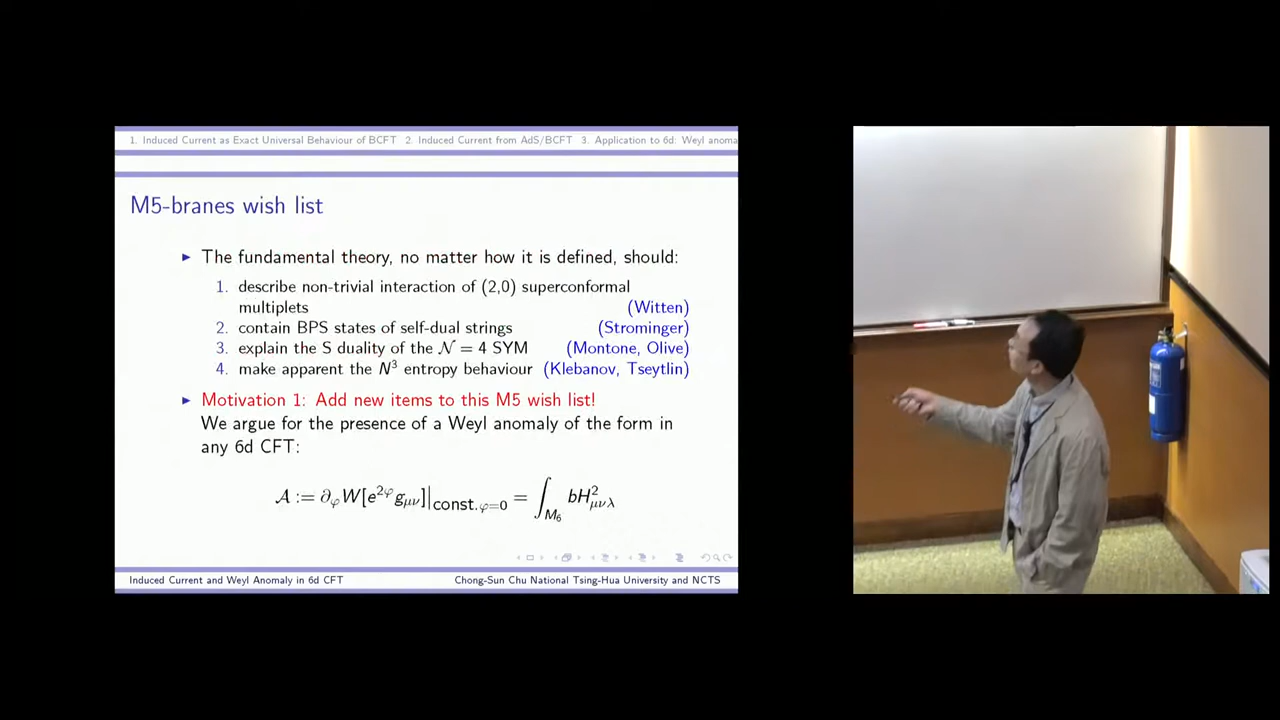 1. Induced Current as Exact Universal Behaviour of BCFT 2. Induced Current from AdS/BCFT 3. Application to 6d: Weyl anoma
M5-branes wish list
▶ The fundamental theory, no matter how it is defined, should:
1. describe non-trivial interaction of (2,0) superconformal
multiplets (Witten)
2. contain BPS states of self-dual strings (Strominger)
3. explain the S duality of the 𝒩 = 4 SYM (Montone, Olive)
4. make apparent the N³ entropy behaviour (Klebanov, Tseytlin)
▶ Motivation 1: Add new items to this M5 wish list!
We argue for the presence of a Weyl anomaly of the form in
any 6d CFT:
𝒜 := ∂_φ W[e^{2φ} g_{μν}]|_{const. φ=0} = ∫_{M_6} bH²_{μνλ}
Induced Current and Weyl Anomaly in 6d CFT Chong-Sun Chu National Tsing-Hua University and NCTS